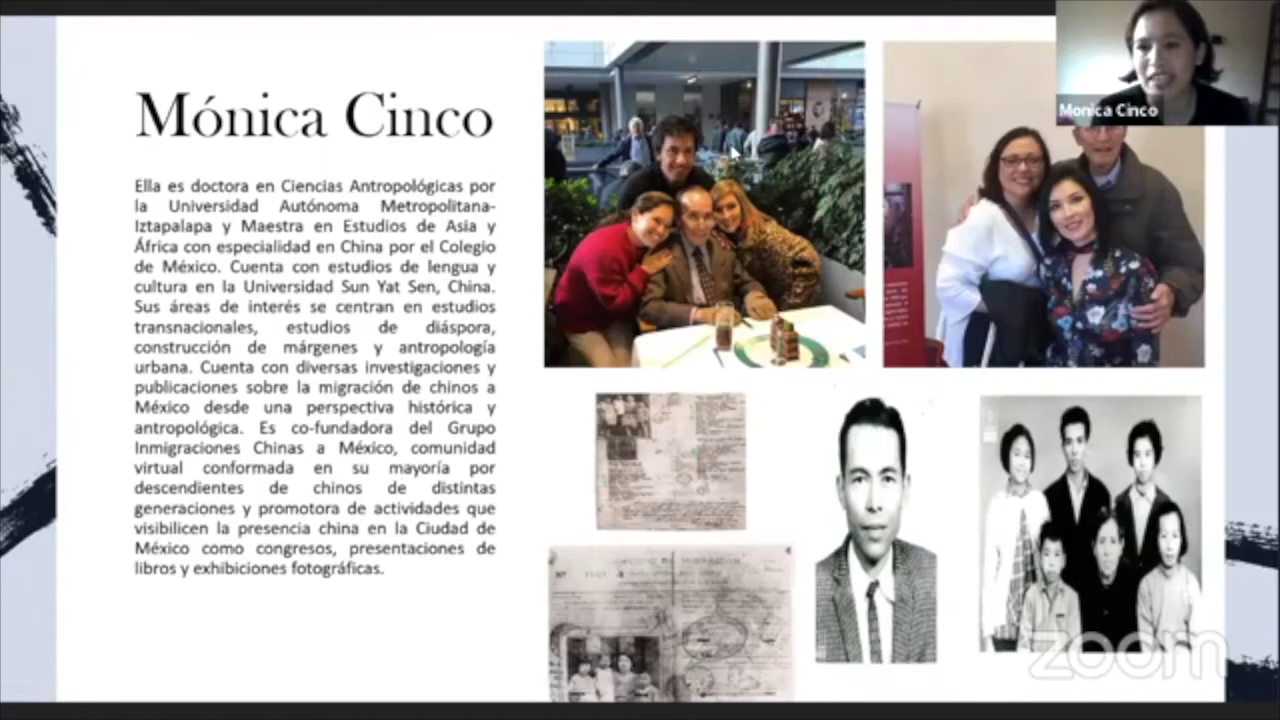 Mónica Cinco
Ella es doctora en Ciencias Antropológicas por
la Universidad Autónoma Metropolitana-
Iztapalapa y Maestra en Estudios de Asia y
África con especialidad en China por el Colegio
de México. Cuenta con estudios de lengua y
cultura en la Universidad Sun Yat Sen, China.
Sus áreas de interés se centran en estudios
transnacionales, estudios de diáspora,
construcción de márgenes y antropología
urbana. Cuenta con diversas investigaciones y
publicaciones sobre la migración de chinos a
México desde una perspectiva histórica y
antropológica. Es co-fundadora del Grupo
Inmigraciones Chinas a México, comunidad
virtual conformada en su mayoría por
descendientes de chinos de distintas
generaciones y promotora de actividades que
visibilicen la presencia china en la Ciudad de
México como congresos, presentaciones de
libros y exhibiciones fotográficas.
Monica Cinco
zoom